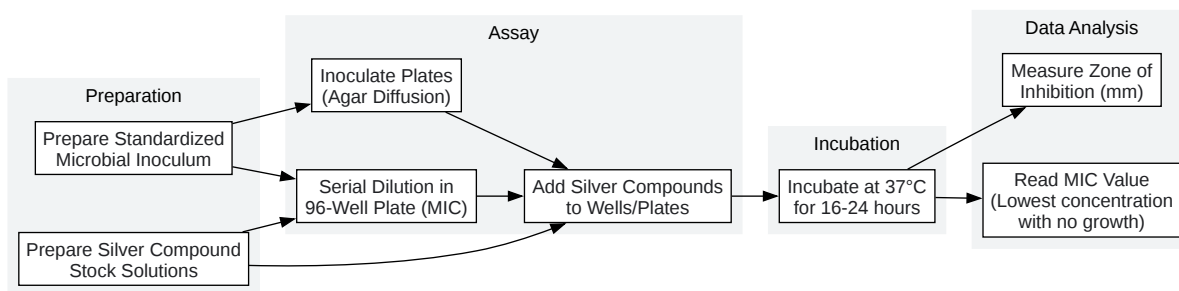 Preparation
Prepare Standardized
Microbial Inoculum
Prepare Silver Compound
Stock Solutions
Assay
Inoculate Plates
(Agar Diffusion)
Serial Dilution in
96-Well Plate (MIC)
Add Silver Compounds
to Wells/Plates
Incubation
Incubate at 37°C
for 16-24 hours
Data Analysis
Measure Zone of
Inhibition (mm)
Read MIC Value
(Lowest concentration
with no growth)